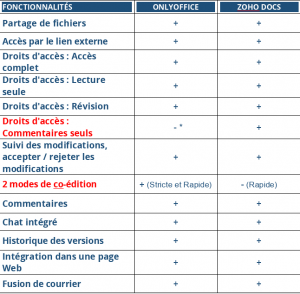 FONCTIONNALITÉS ONLYOFFICE ZOHO DOCS
Partage de fichiers + +
Accès par le lien externe + +
Droits d'accès : Accès
complet + +
Droits d'accès : Lecture
seule + +
Droits d'accès : Révision + +
Droits d'accès :
Commentaires seuls - * +
Suivi des modifications,
accepter / rejeter les
modifications + +
2 modes de co-édition + (Stricte et Rapide) - (Rapide)
Commentaires + +
Chat intégré + +
Historique des versions + +
Intégration dans une page
Web + +
Fusion de courrier + +